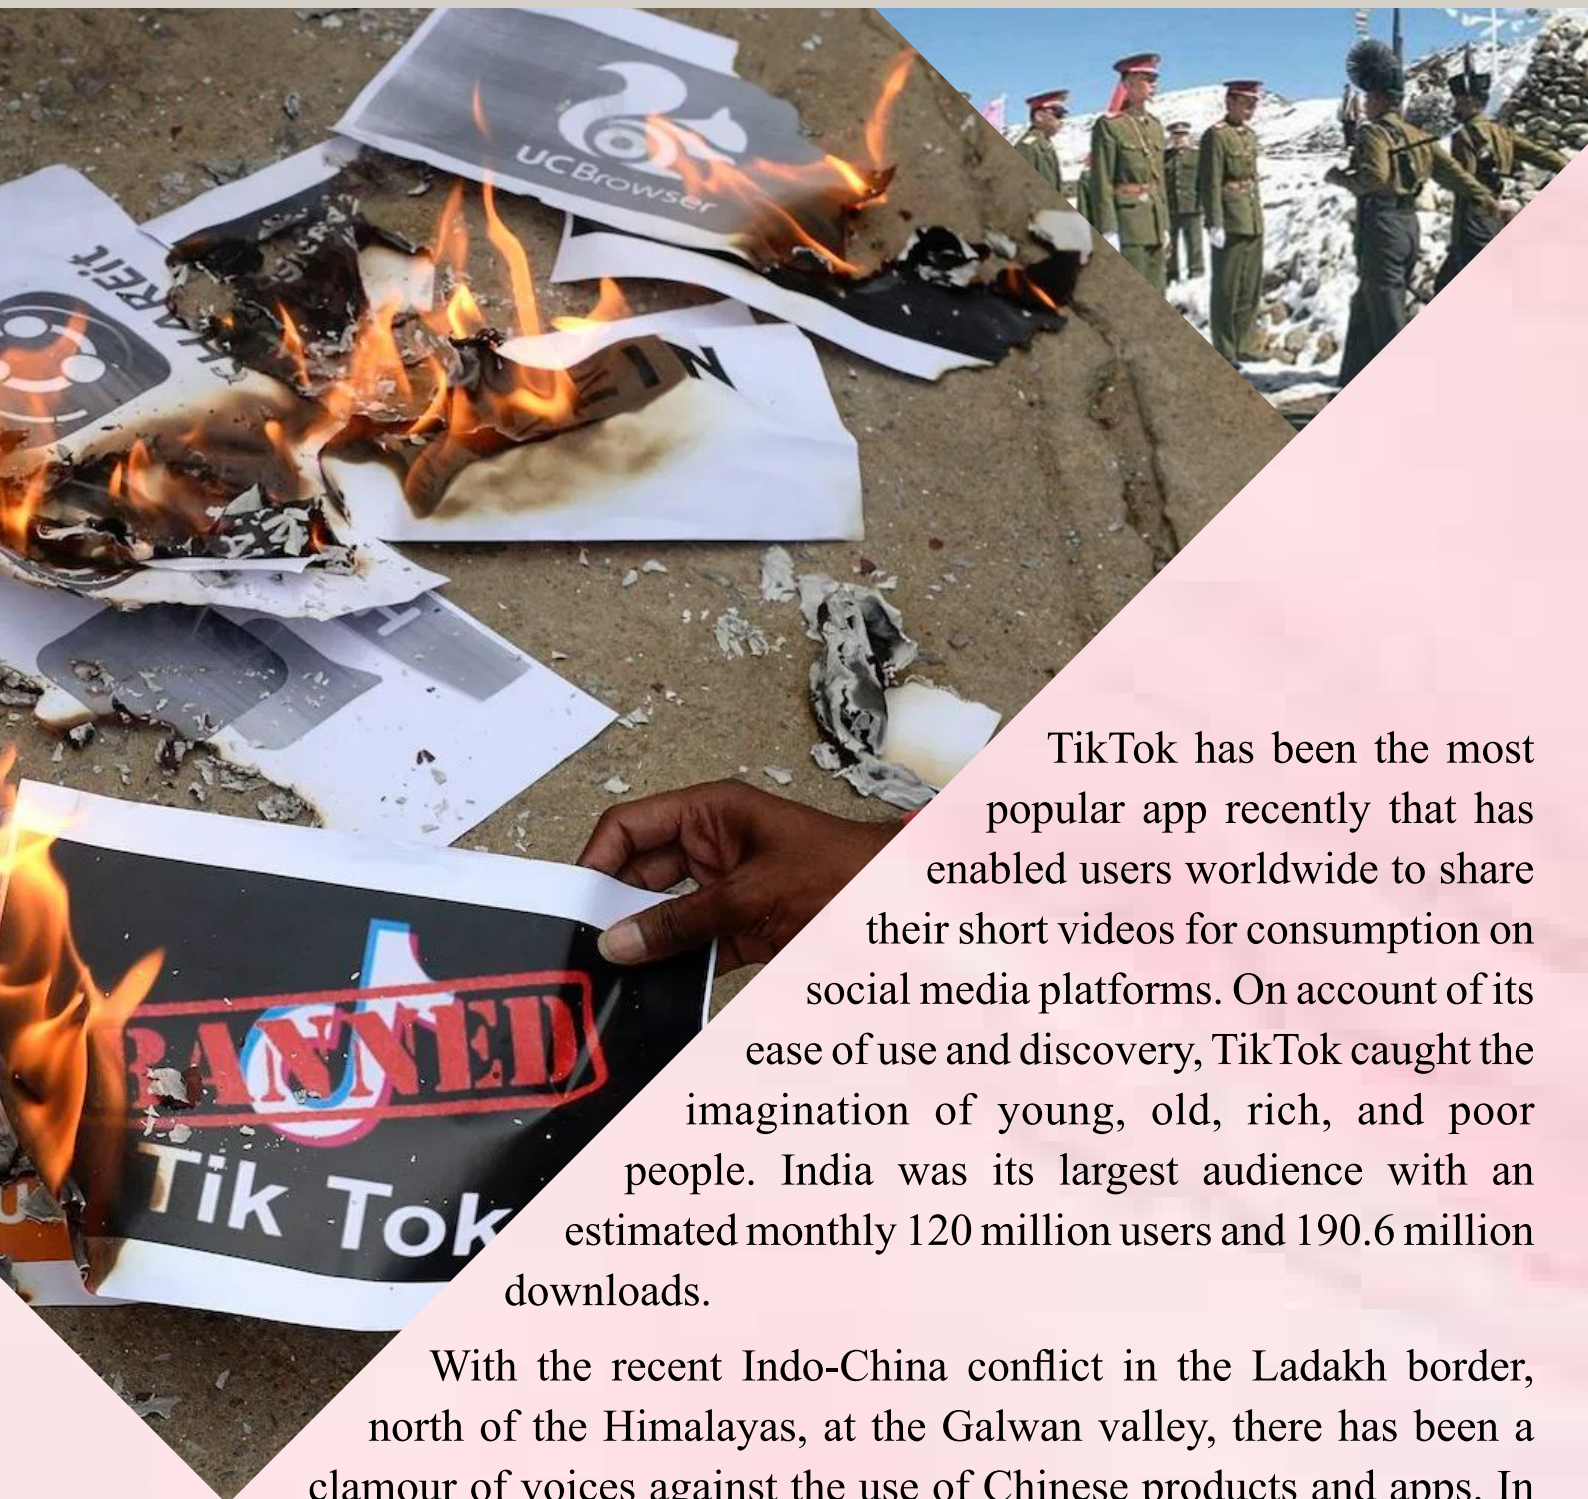 UCBrowser
HAREit
EIN
BANNED
Tik Tok
TikTok has been the most
popular app recently that has
enabled users worldwide to share
their short videos for consumption on
social media platforms. On account of its
ease of use and discovery, TikTok caught the
imagination of young, old, rich, and poor
people. India was its largest audience with an
estimated monthly 120 million users and 190.6 million
downloads.
With the recent Indo-China conflict in the Ladakh border,
north of the Himalayas, at the Galwan valley, there has been a
clamour of voices against the use of Chinese products and apps. In